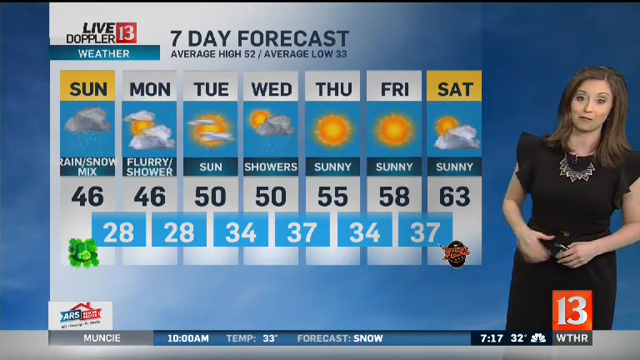 LIVE
DOPPLER 13
WEATHER
7 DAY FORECAST
AVERAGE HIGH 52 / AVERAGE LOW 33
SUN MON TUE WED THU FRI SAT
RAIN/SNOW MIX FLURRY/SHOWER SUN SHOWERS SUNNY SUNNY SUNNY
46 46 50 50 55 58 63
28 28 34 37 34 37
ARS
13
MUNCIE 10:00AM TEMP: 33° FORECAST: SNOW 7:17 32° WTHR